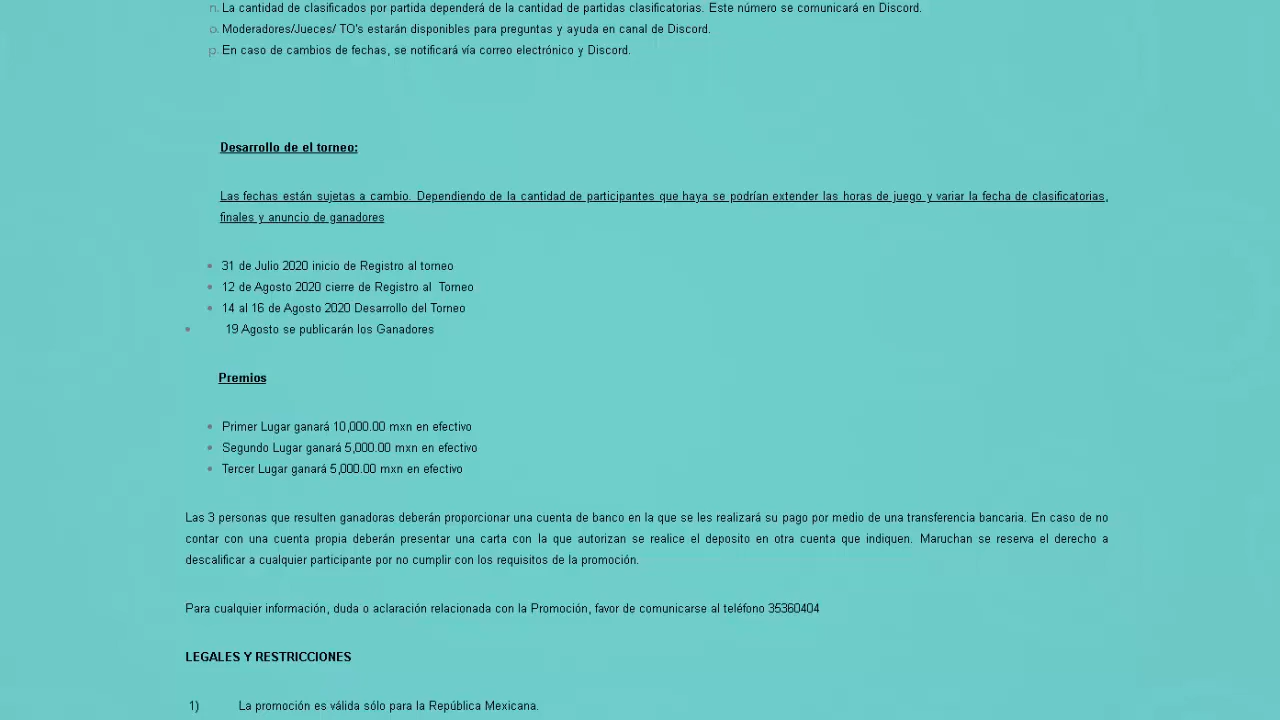 n. La cantidad de clasificados por partida dependerá de la cantidad de partidas clasificatorias. Este número se comunicará en Discord.
o. Moderadores/Jueces/ TO's estarán disponibles para preguntas y ayuda en canal de Discord.
p. En caso de cambios de fechas, se notificará vía correo electrónico y Discord.
Desarrollo de el torneo:
Las fechas están sujetas a cambio. Dependiendo de la cantidad de participantes que haya se podrían extender las horas de juego y variar la fecha de clasificatorias,
finales y anuncio de ganadores
• 31 de Julio 2020 inicio de Registro al torneo
• 12 de Agosto 2020 cierre de Registro al Torneo
• 14 al 16 de Agosto 2020 Desarrollo del Torneo
• 19 Agosto se publicarán los Ganadores
Premios
• Primer Lugar ganará 10,000.00 mxn en efectivo
• Segundo Lugar ganará 5,000.00 mxn en efectivo
• Tercer Lugar ganará 5,000.00 mxn en efectivo
Las 3 personas que resulten ganadoras deberán proporcionar una cuenta de banco en la que se les realizará su pago por medio de una transferencia bancaria. En caso de no
contar con una cuenta propia deberán presentar una carta con la que autorizan se realice el deposito en otra cuenta que indiquen. Maruchan se reserva el derecho a
descalificar a cualquier participante por no cumplir con los requisitos de la promoción.
Para cualquier información, duda o aclaración relacionada con la Promoción, favor de comunicarse al teléfono 35360404
LEGALES Y RESTRICCIONES
1) La promoción es válida sólo para la República Mexicana.